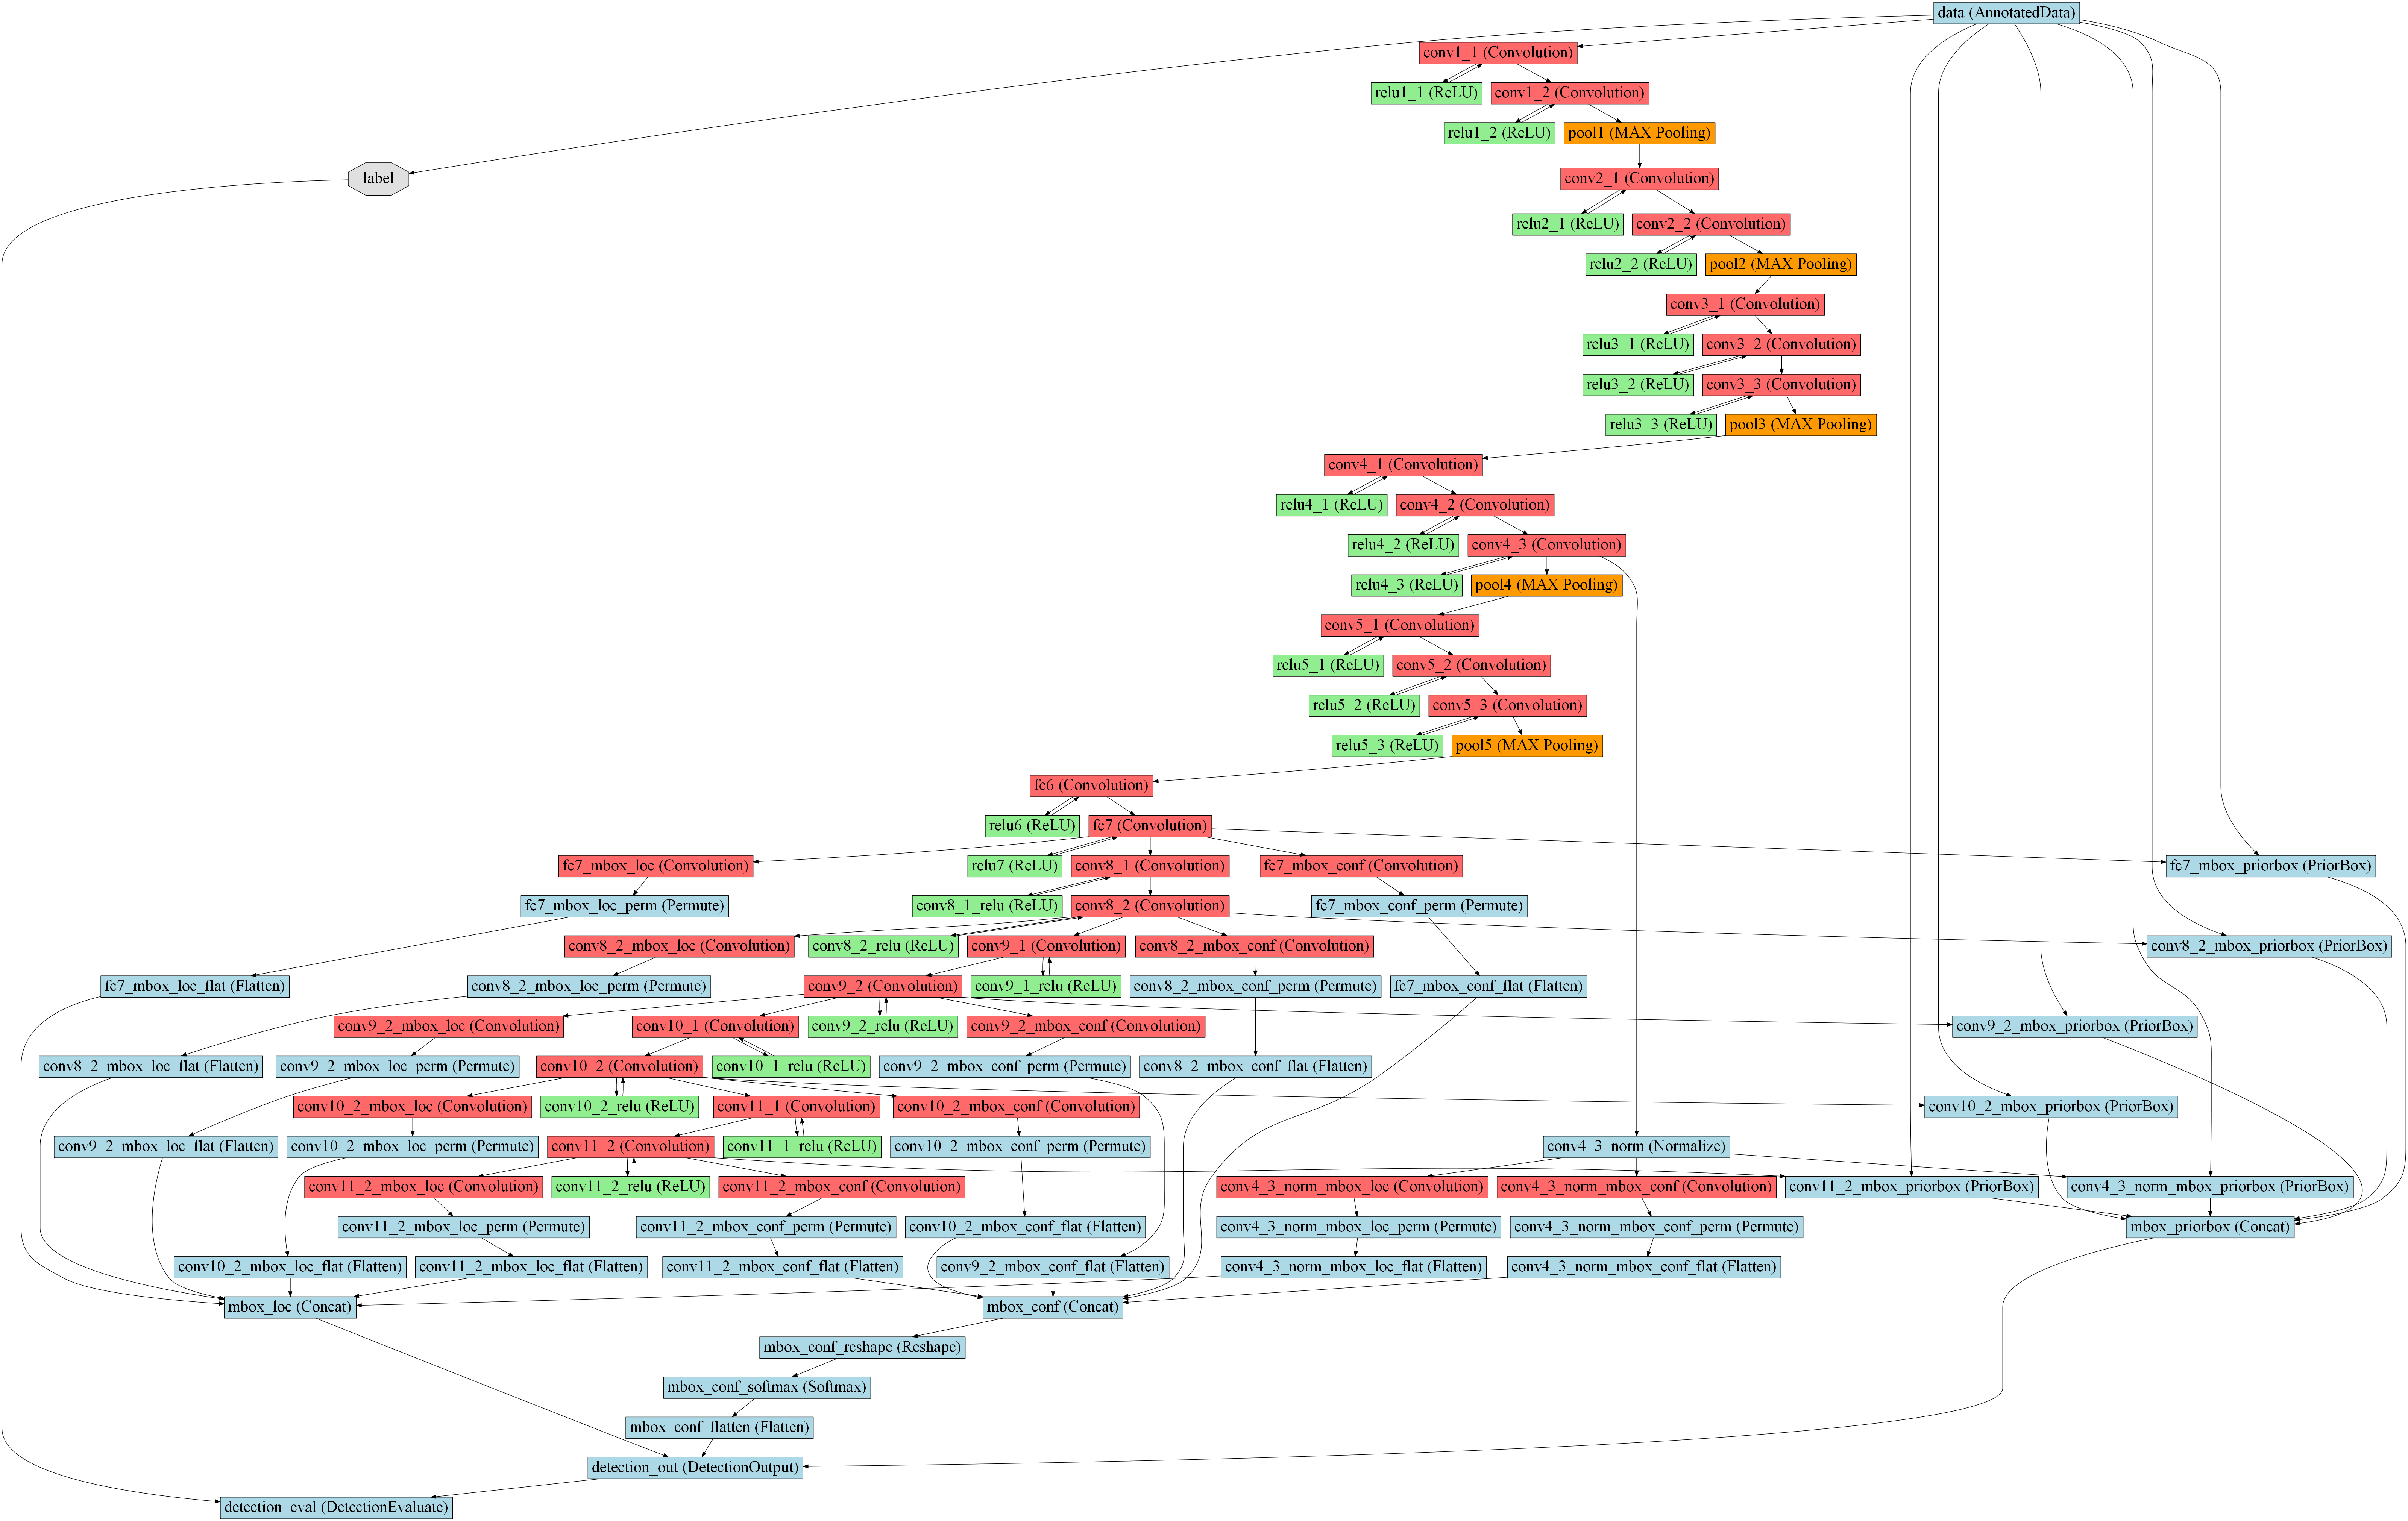 data (AnnotatedData)
conv1_1 (Convolution)
relu1_1 (ReLU)
conv1_2 (Convolution)
relu1_2 (ReLU)
pool1 (MAX Pooling)
label
conv2_1 (Convolution)
relu2_1 (ReLU)
conv2_2 (Convolution)
relu2_2 (ReLU)
pool2 (MAX Pooling)
conv3_1 (Convolution)
relu3_1 (ReLU)
conv3_2 (Convolution)
relu3_2 (ReLU)
conv3_3 (Convolution)
relu3_3 (ReLU)
pool3 (MAX Pooling)
conv4_1 (Convolution)
relu4_1 (ReLU)
conv4_2 (Convolution)
relu4_2 (ReLU)
conv4_3 (Convolution)
relu4_3 (ReLU)
pool4 (MAX Pooling)
conv5_1 (Convolution)
relu5_1 (ReLU)
conv5_2 (Convolution)
relu5_2 (ReLU)
conv5_3 (Convolution)
relu5_3 (ReLU)
pool5 (MAX Pooling)
fc6 (Convolution)
relu6 (ReLU)
fc7 (Convolution)
fc7_mbox_loc (Convolution)
relu7 (ReLU)
conv8_1 (Convolution)
fc7_mbox_conf (Convolution)
fc7_mbox_priorbox (PriorBox)
fc7_mbox_loc_perm (Permute)
conv8_1_relu (ReLU)
conv8_2 (Convolution)
fc7_mbox_conf_perm (Permute)
conv8_2_mbox_loc (Convolution)
conv8_2_relu (ReLU)
conv9_1 (Convolution)
conv8_2_mbox_conf (Convolution)
conv8_2_mbox_priorbox (PriorBox)
fc7_mbox_loc_flat (Flatten)
conv8_2_mbox_loc_perm (Permute)
conv9_2 (Convolution)
conv9_1_relu (ReLU)
conv8_2_mbox_conf_perm (Permute)
fc7_mbox_conf_flat (Flatten)
conv9_2_mbox_loc (Convolution)
conv10_1 (Convolution)
conv9_2_relu (ReLU)
conv9_2_mbox_conf (Convolution)
conv9_2_mbox_priorbox (PriorBox)
conv8_2_mbox_loc_flat (Flatten)
conv9_2_mbox_loc_perm (Permute)
conv10_2 (Convolution)
conv10_1_relu (ReLU)
conv9_2_mbox_conf_perm (Permute)
conv8_2_mbox_conf_flat (Flatten)
conv10_2_mbox_loc (Convolution)
conv10_2_relu (ReLU)
conv11_1 (Convolution)
conv10_2_mbox_conf (Convolution)
conv10_2_mbox_priorbox (PriorBox)
conv9_2_mbox_loc_flat (Flatten)
conv10_2_mbox_loc_perm (Permute)
conv11_2 (Convolution)
conv11_1_relu (ReLU)
conv10_2_mbox_conf_perm (Permute)
conv4_3_norm (Normalize)
conv11_2_mbox_loc (Convolution)
conv11_2_relu (ReLU)
conv11_2_mbox_conf (Convolution)
conv4_3_norm_mbox_loc (Convolution)
conv4_3_norm_mbox_conf (Convolution)
conv11_2_mbox_priorbox (PriorBox)
conv4_3_norm_mbox_priorbox (PriorBox)
conv11_2_mbox_loc_perm (Permute)
conv11_2_mbox_conf_perm (Permute)
conv10_2_mbox_conf_flat (Flatten)
conv4_3_norm_mbox_loc_perm (Permute)
conv4_3_norm_mbox_conf_perm (Permute)
mbox_priorbox (Concat)
conv10_2_mbox_loc_flat (Flatten)
conv11_2_mbox_loc_flat (Flatten)
conv11_2_mbox_conf_flat (Flatten)
conv9_2_mbox_conf_flat (Flatten)
conv4_3_norm_mbox_loc_flat (Flatten)
conv4_3_norm_mbox_conf_flat (Flatten)
mbox_loc (Concat)
mbox_conf (Concat)
mbox_conf_reshape (Reshape)
mbox_conf_softmax (Softmax)
mbox_conf_flatten (Flatten)
detection_out (DetectionOutput)
detection_eval (DetectionEvaluate)